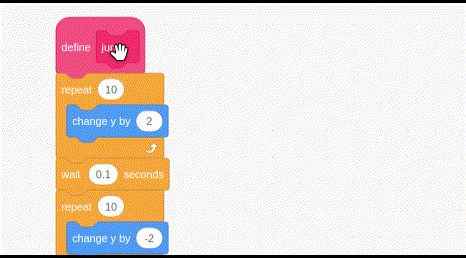 define
repeat 10
change y by 2
wait 0.1 seconds
repeat 10
change y by -2